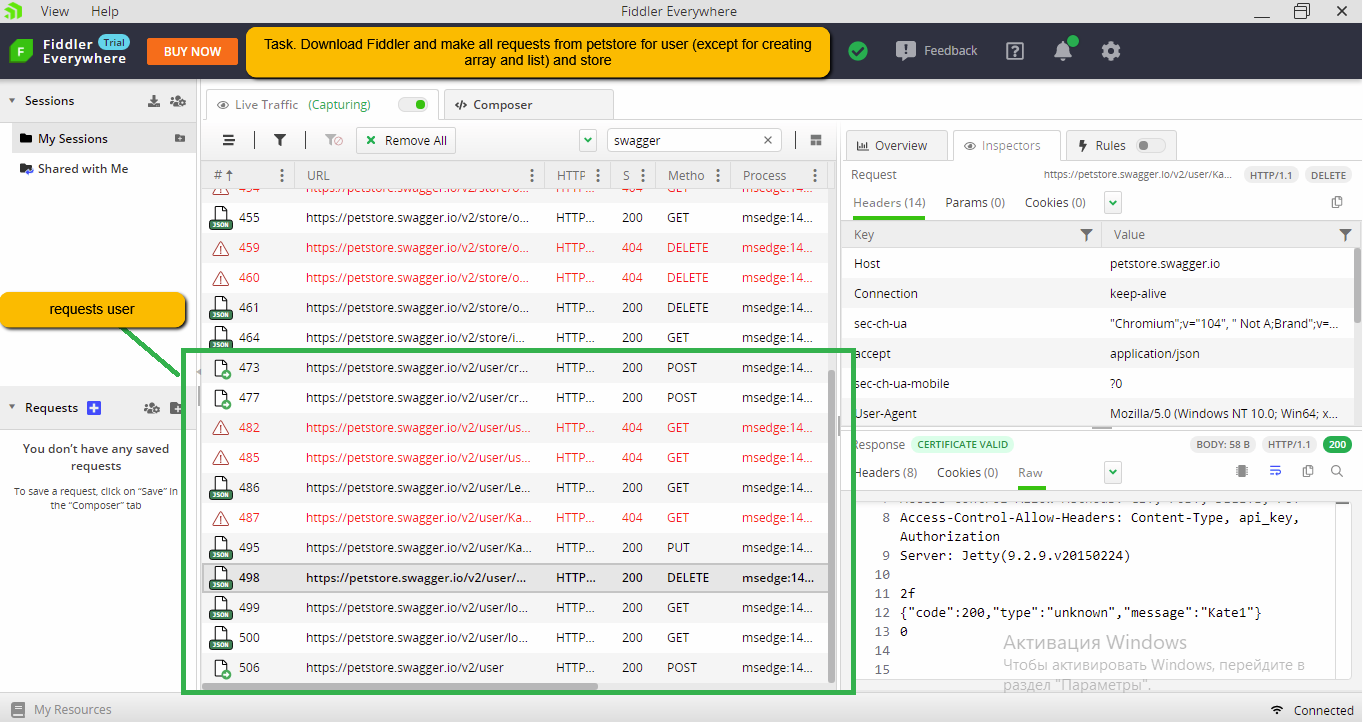 View Help Fiddler Everywhere
Fiddler Trial
Everywhere
BUY NOW
Task. Download Fiddler and make all requests from petstore for user (except for creating
array and list) and store
Feedback
Sessions
My Sessions
Shared with Me
requests user
Requests
You don't have any saved
requests
To save a request, click on "Save" in
the "Composer" tab
Live Traffic (Capturing)
Composer
Remove All
swagger
# URL HTTP S Metho Process
455 https://petstore.swagger.io/v2/store/o... HTTP... 200 GET msedge:14...
459 https://petstore.swagger.io/v2/store/o... HTTP... 404 DELETE msedge:14...
460 https://petstore.swagger.io/v2/store/o... HTTP... 404 DELETE msedge:14...
461 https://petstore.swagger.io/v2/store/o... HTTP... 200 DELETE msedge:14...
464 https://petstore.swagger.io/v2/store/i... HTTP... 200 GET msedge:14...
473 https://petstore.swagger.io/v2/user/cr... HTTP... 200 POST msedge:14...
477 https://petstore.swagger.io/v2/user/cr... HTTP... 200 POST msedge:14...
482 https://petstore.swagger.io/v2/user/us... HTTP... 404 GET msedge:14...
485 https://petstore.swagger.io/v2/user/us... HTTP... 404 GET msedge:14...
486 https://petstore.swagger.io/v2/user/Le... HTTP... 200 GET msedge:14...
487 https://petstore.swagger.io/v2/user/Ka... HTTP... 404 GET msedge:14...
495 https://petstore.swagger.io/v2/user/Ka... HTTP... 200 PUT msedge:14...
498 https://petstore.swagger.io/v2/user/... HTTP... 200 DELETE msedge:14...
499 https://petstore.swagger.io/v2/user/lo... HTTP... 200 GET msedge:14...
500 https://petstore.swagger.io/v2/user/lo... HTTP... 200 GET msedge:14...
506 https://petstore.swagger.io/v2/user HTTP... 200 POST msedge:14...
JSON
JSON
JSON
JSON
JSON
JSON
JSON
JSON
Overview Inspectors Rules
Request https://petstore.swagger.io/v2/user/Ka... HTTP/1.1 DELETE
Headers (14) Params (0) Cookies (0)
Key Value
Host petstore.swagger.io
Connection keep-alive
sec-ch-ua "Chromium";v="104", " Not A;Brand";v=...
accept application/json
sec-ch-ua-mobile ?0
User-Agent Mozilla/5.0 (Windows NT 10.0; Win64; x...
Response CERTIFICATE VALID BODY: 58 B HTTP/1.1 200
Headers (8) Cookies (0) Raw
8 Access-Control-Allow-Headers: Content-Type, api_key,
Authorization
9 Server: Jetty(9.2.9.v20150224)
10
11 2f
12 {"code":200,"type":"unknown","message":"Kate1"}
13 0
14
15
Активация Windows
Чтобы активировать Windows, перейдите в
раздел "Параметры".
My Resources
Connected